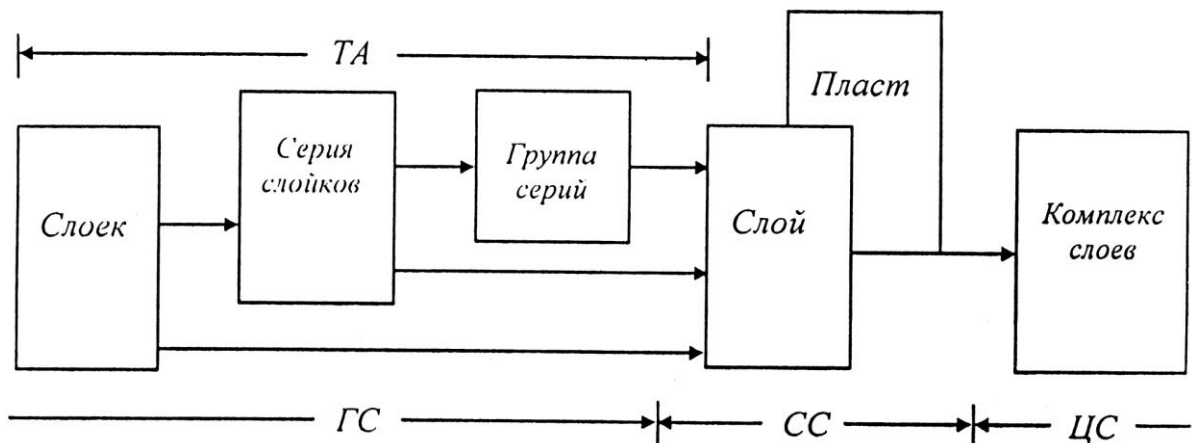 ТА
Пласт
Слоек
Серия
слойков
Группа
серий
Слой
Комплекс
слоев
ГС
СС
ЦС